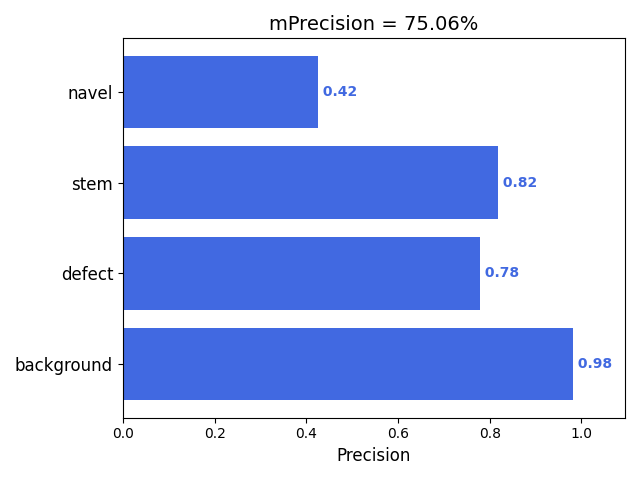 mPrecision = 75.06%
navel
0.42
stem
0.82
defect
0.78
background
0.98
0.0 0.2 0.4 0.6 0.8 1.0
Precision